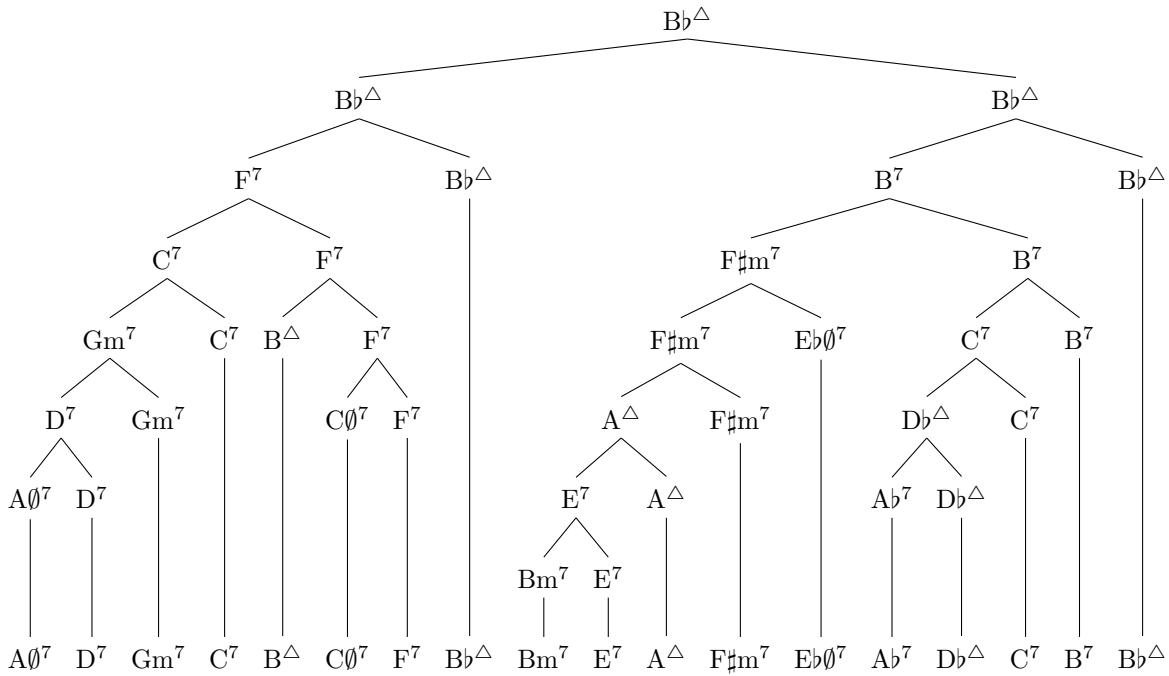 B♭△
B♭△ B♭△
F⁷ B♭△ B⁷ B♭△
C⁷ F⁷ F♯m⁷ B⁷
Gm⁷ C⁷ B△ F⁷ F♯m⁷ E♭∅⁷ C⁷ B⁷
D⁷ Gm⁷ C∅⁷ F⁷ A△ F♯m⁷ D♭△ C⁷
A∅⁷ D⁷ E⁷ A△ A♭⁷ D♭△
Bm⁷ E⁷
A∅⁷ D⁷ Gm⁷ C⁷ B△ C∅⁷ F⁷ B♭△ Bm⁷ E⁷ A△ F♯m⁷ E♭∅⁷ A♭⁷ D♭△ C⁷ B⁷ B♭△